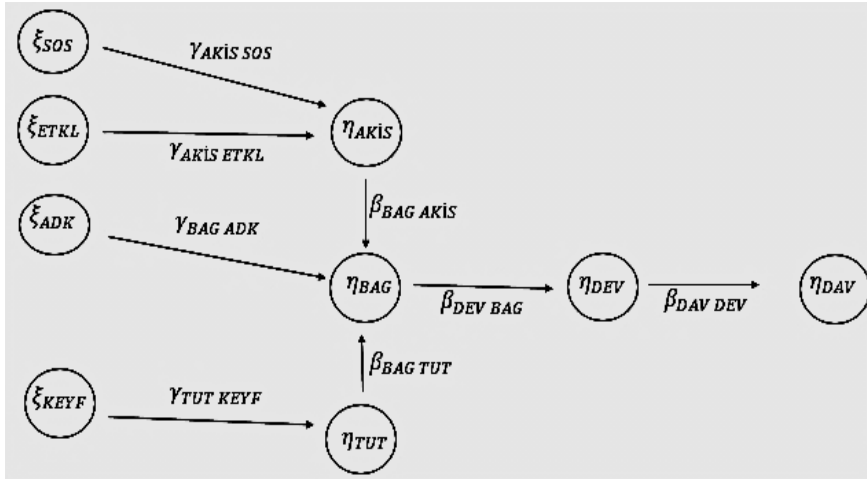 ξSOS
γAKİS SOS
ξETKL
ηAKİS
γAKİS ETKL
ξADK
γBAG ADK
βBAG AKİS
ηBAG
βDEV BAG
ηDEV
βDAV DEV
ηDAV
βBAG TUT
ξKEYF
γTUT KEYF
ηTUT